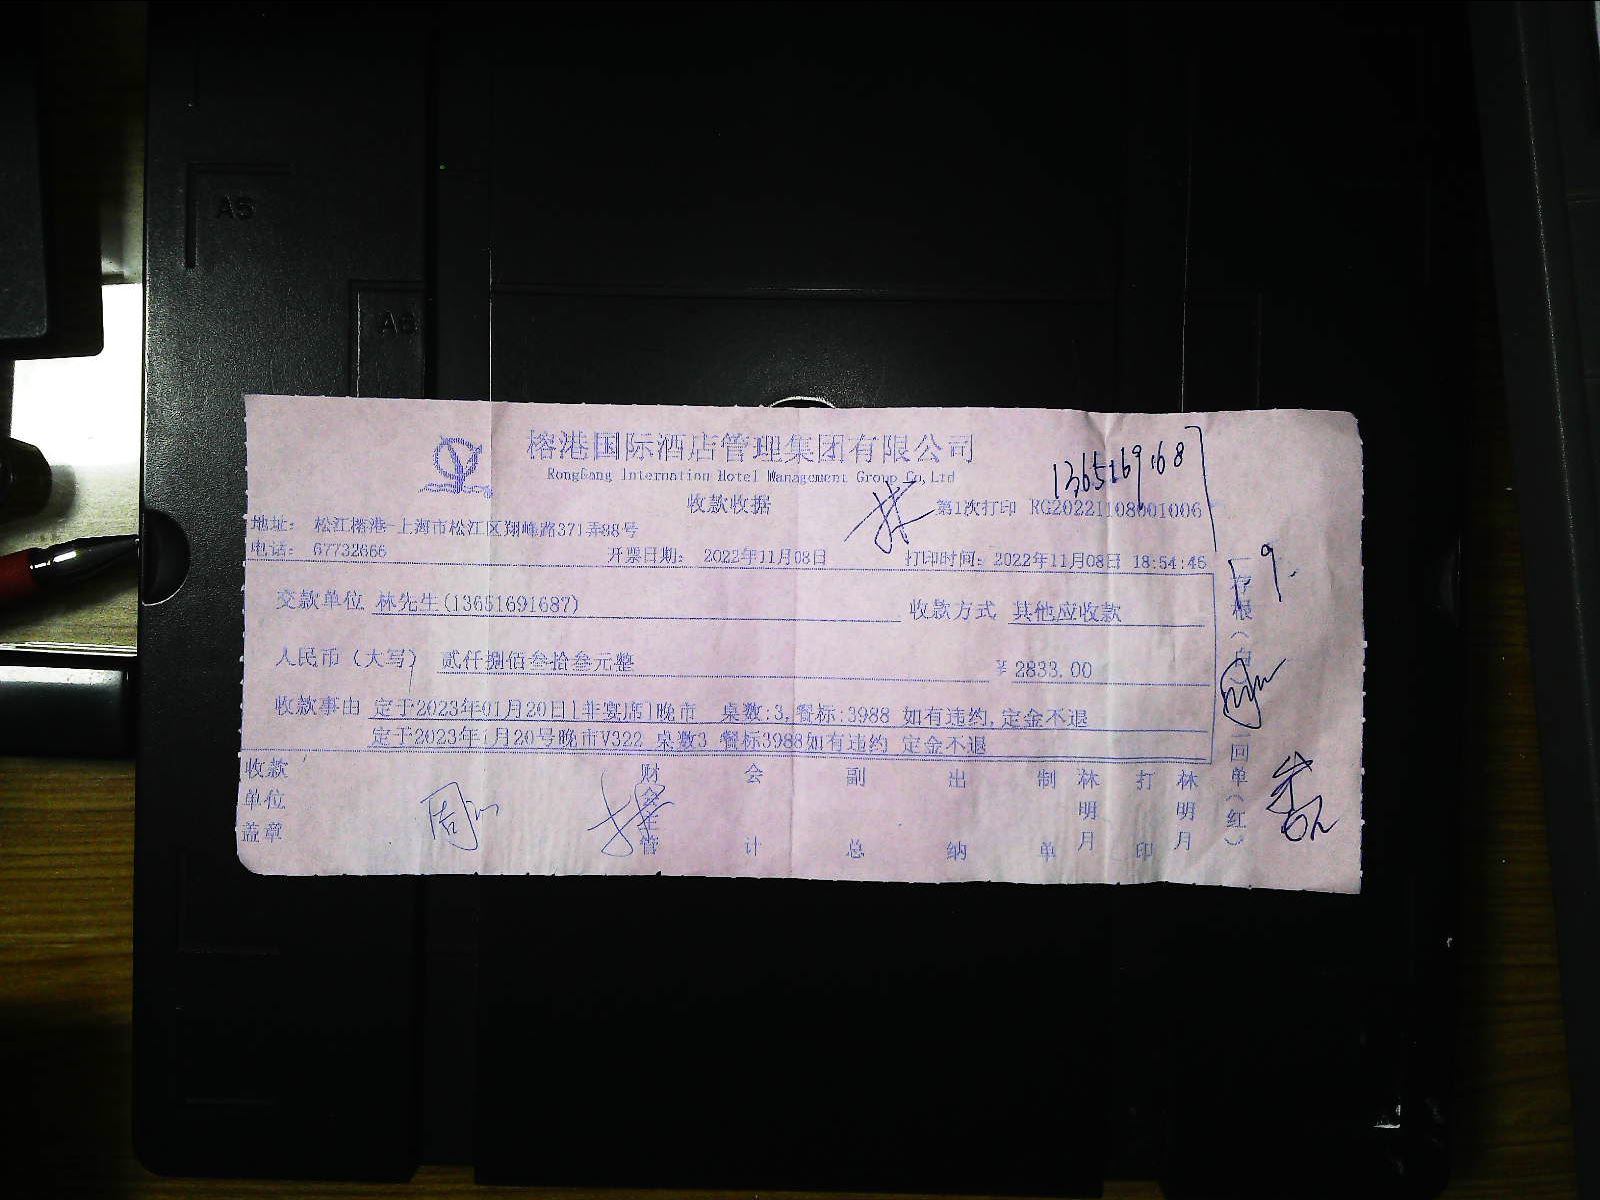 A5
A6
榕港国际酒店管理集团有限公司
RongGang Internation Hotel Management Group Co,Ltd
收款收据
第1次打印 RG20221108001006
地址： 松江榕港-上海市松江区翔峰路371弄88号
电话： 67732666 开票日期： 2022年11月08日 打印时间：2022年11月08日 18:54:45
交款单位 林先生(13651691687) 收款方式 其他应收款
人民币（大写） 贰仟捌佰叁拾叁元整 ￥2833.00
收款事由 定于2023年01月20日[非宴席]晚市 桌数:3,餐标:3988 如有违约,定金不退
定于2023年1月20号晚市V322 桌数3 餐标3988如有违约 定金不退
收款单位盖章 财会主管 会计 副总 出纳 制单 林明月 打印 林明月
一存根（白） 二回单（红）